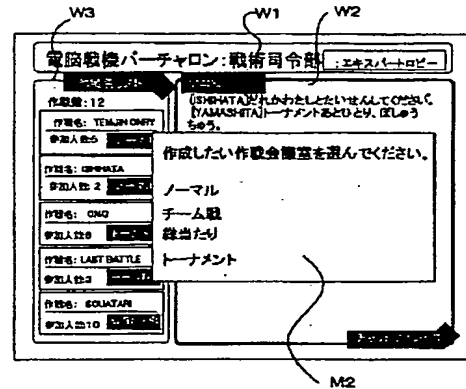 W3
W1
W2
電脳戦機バーチャロン:戦術司令部
:エキスパートロビー
作戦数:12
作戦名: TEMJIN ONRY
参加人数:5
作戦名: ISHIHATA
参加人数: 2
作戦名: ONO
参加人数:8
作戦名: LAST BATTLE
参加人数:3
作戦名: SOUATARI
参加人数:10
[ISHIHATA]だれかわたしとたいせんしてください。
[YAMASHITA]トーナメントあとひとり、ぼしゅう
ちゅう。
作成したい作戦会議室を選んでください。
ノーマル
チーム戦
総当たり
トーナメント
M2